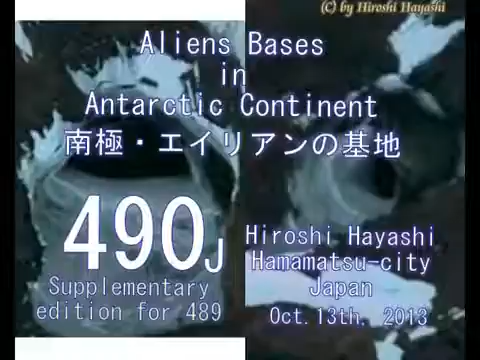 (C) by Hiroshi Hayashi
Aliens Bases
in
Antarctic Continent
南極・エイリアンの基地
490J
Supplementary
edition for 489
Hiroshi Hayashi
Hamamatsu-city
Japan
Oct.13th, 2013